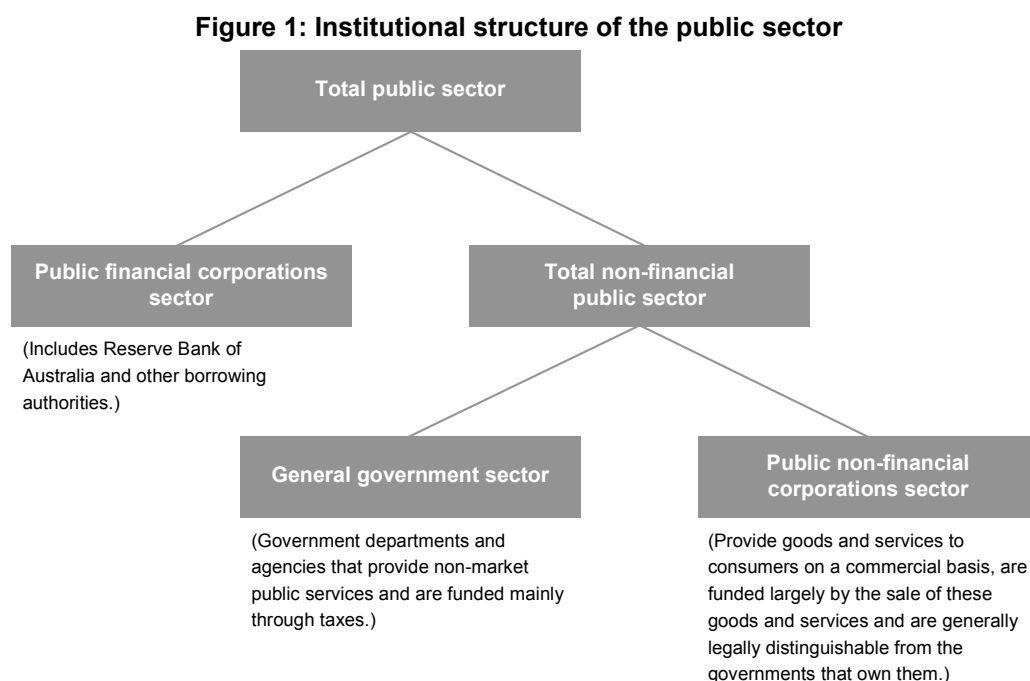 Figure 1: Institutional structure of the public sector
Total public sector
Public financial corporations
sector
Total non-financial
public sector
(Includes Reserve Bank of
Australia and other borrowing
authorities.)
General government sector
Public non-financial
corporations sector
(Government departments and
agencies that provide non-market
public services and are funded mainly
through taxes.)
(Provide goods and services to
consumers on a commercial basis, are
funded largely by the sale of these
goods and services and are generally
legally distinguishable from the
governments that own them.)